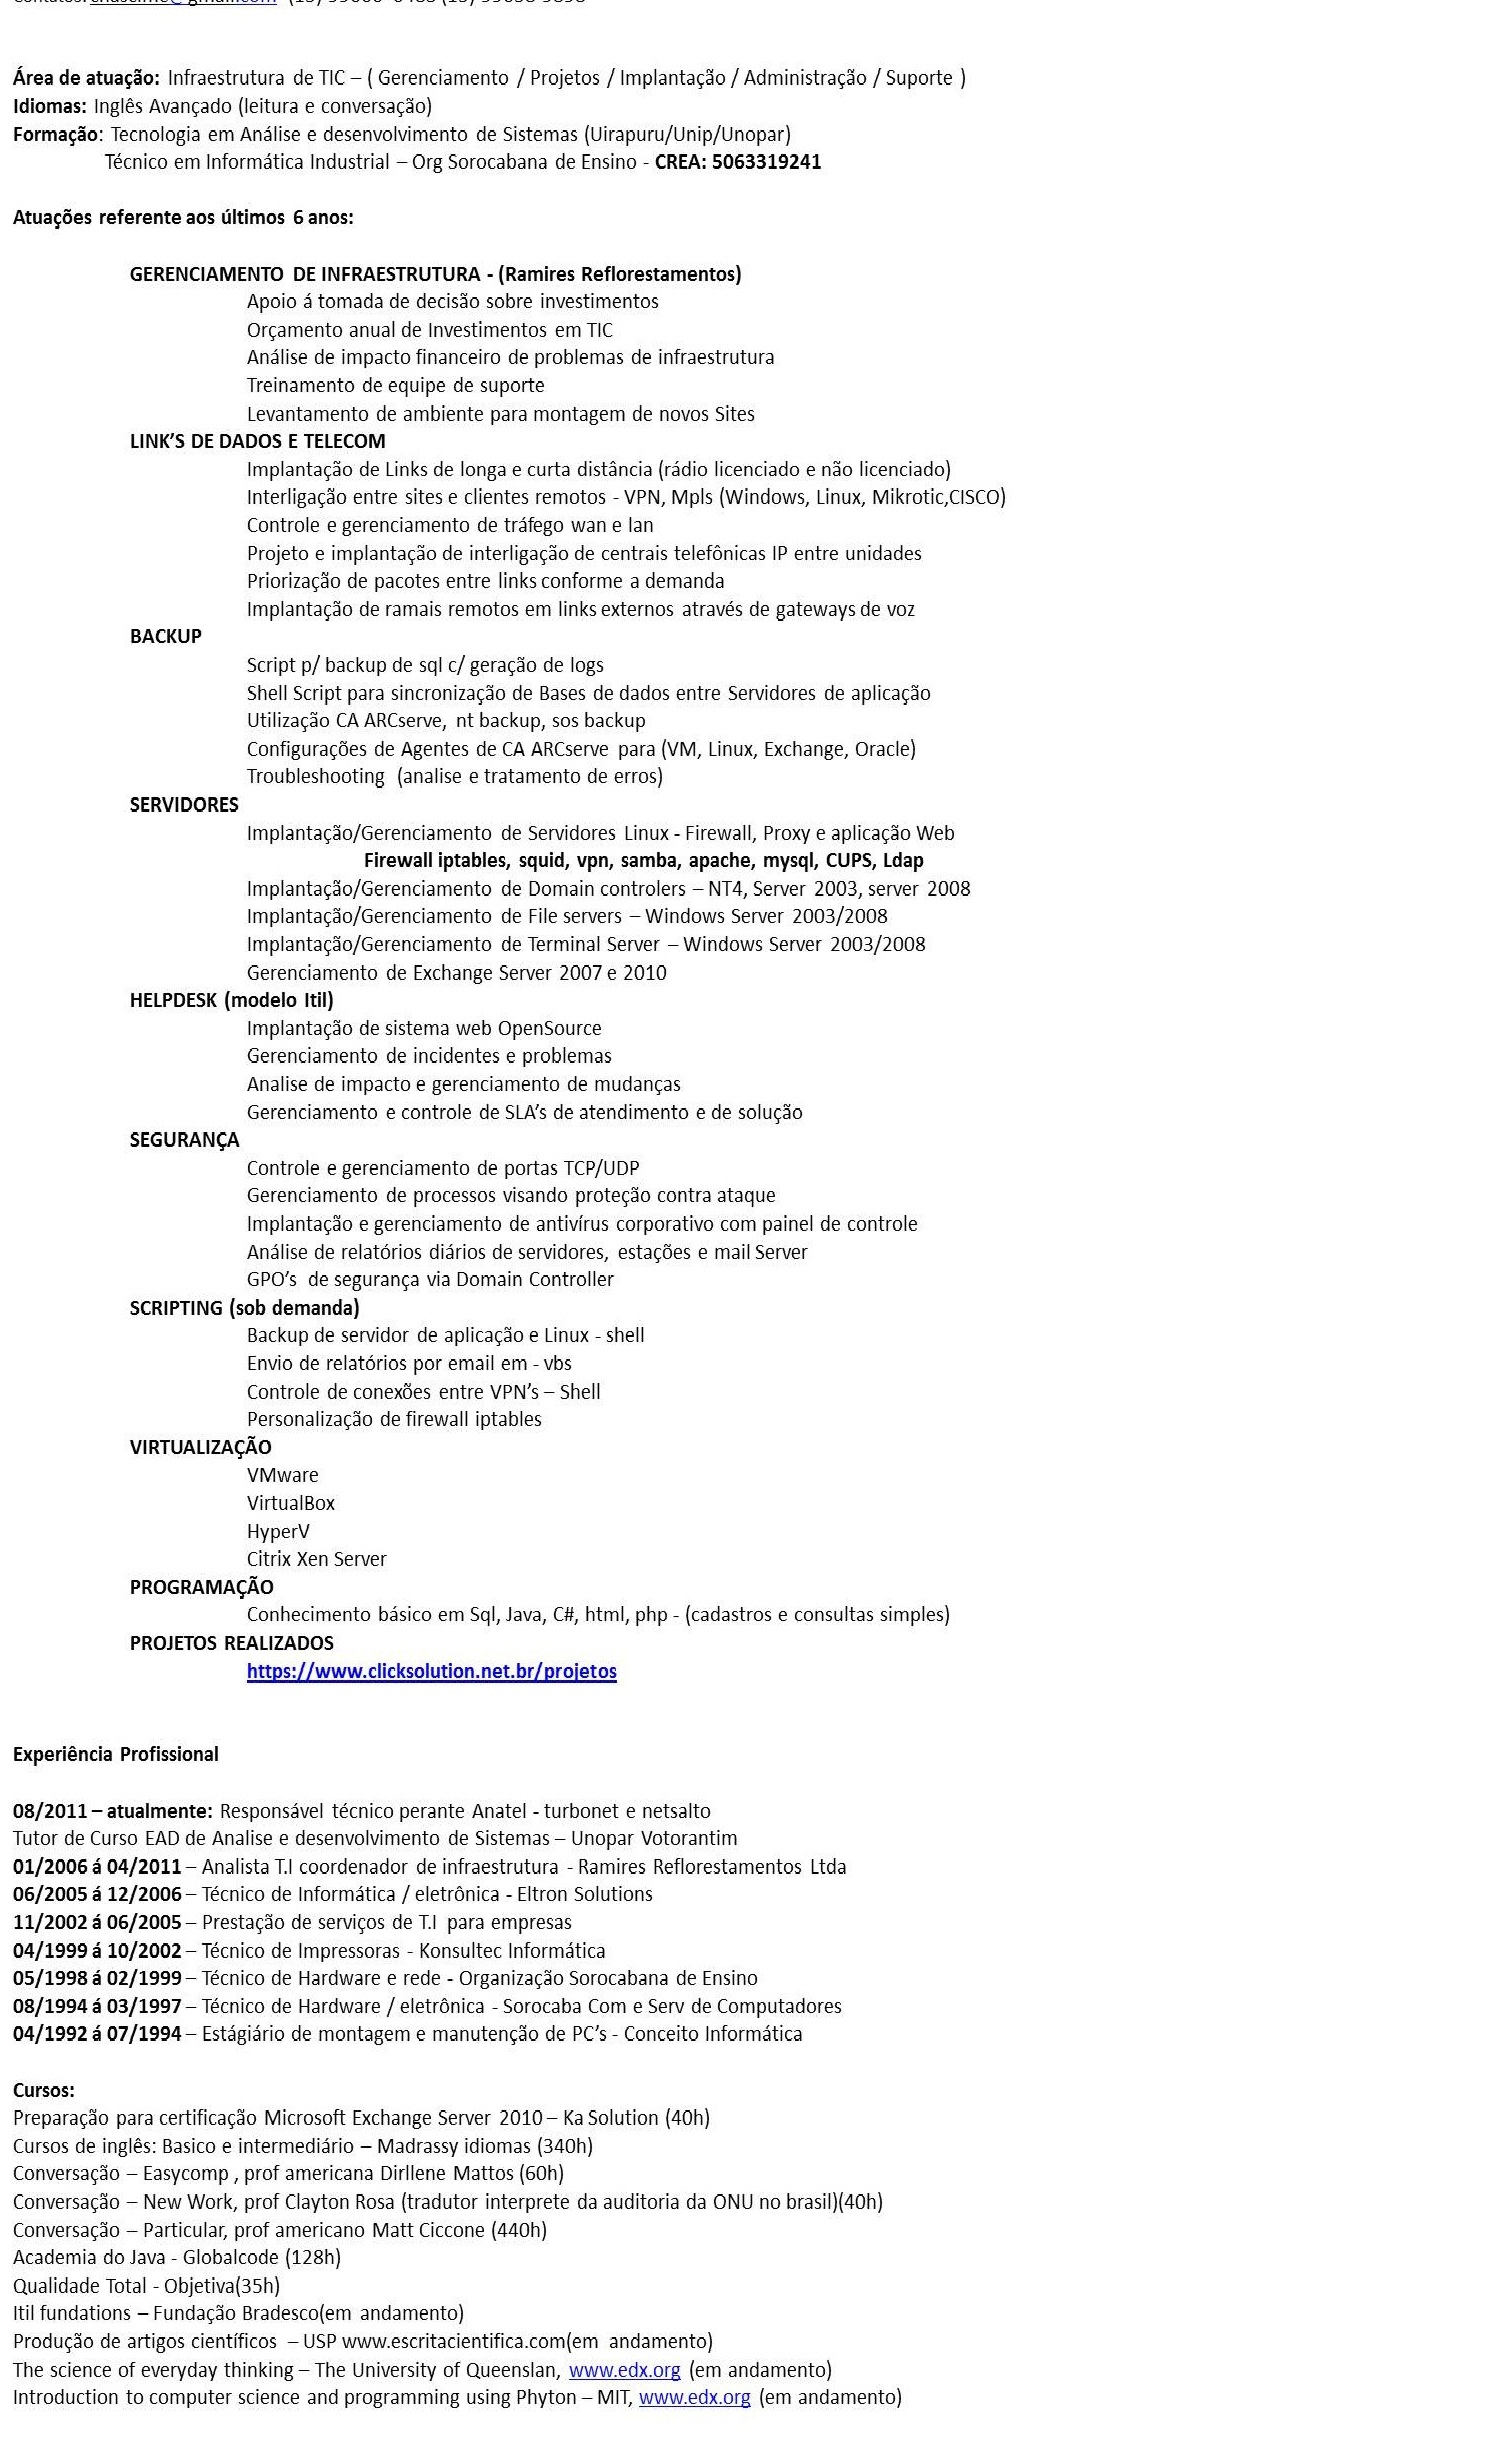 Área de atuação: Infraestrutura de TIC – ( Gerenciamento / Projetos / Implantação / Administração / Suporte )
Idiomas: Inglês Avançado (leitura e conversação)
Formação: Tecnologia em Análise e desenvolvimento de Sistemas (Uirapuru/Unip/Unopar)
Técnico em Informática Industrial – Org Sorocabana de Ensino - CREA: 5063319241
Atuações referente aos últimos 6 anos:
GERENCIAMENTO DE INFRAESTRUTURA - (Ramires Reflorestamentos)
Apoio á tomada de decisão sobre investimentos
Orçamento anual de Investimentos em TIC
Análise de impacto financeiro de problemas de infraestrutura
Treinamento de equipe de suporte
Levantamento de ambiente para montagem de novos Sites
LINK’S DE DADOS E TELECOM
Implantação de Links de longa e curta distância (rádio licenciado e não licenciado)
Interligação entre sites e clientes remotos - VPN, Mpls (Windows, Linux, Mikrotic,CISCO)
Controle e gerenciamento de tráfego wan e lan
Projeto e implantação de interligação de centrais telefônicas IP entre unidades
Priorização de pacotes entre links conforme a demanda
Implantação de ramais remotos em links externos através de gateways de voz
BACKUP
Script p/ backup de sql c/ geração de logs
Shell Script para sincronização de Bases de dados entre Servidores de aplicação
Utilização CA ARCserve, nt backup, sos backup
Configurações de Agentes de CA ARCserve para (VM, Linux, Exchange, Oracle)
Troubleshooting (analise e tratamento de erros)
SERVIDORES
Implantação/Gerenciamento de Servidores Linux - Firewall, Proxy e aplicação Web
Firewall iptables, squid, vpn, samba, apache, mysql, CUPS, Ldap
Implantação/Gerenciamento de Domain controlers – NT4, Server 2003, server 2008
Implantação/Gerenciamento de File servers – Windows Server 2003/2008
Implantação/Gerenciamento de Terminal Server – Windows Server 2003/2008
Gerenciamento de Exchange Server 2007 e 2010
HELPDESK (modelo Itil)
Implantação de sistema web OpenSource
Gerenciamento de incidentes e problemas
Analise de impacto e gerenciamento de mudanças
Gerenciamento e controle de SLA’s de atendimento e de solução
SEGURANÇA
Controle e gerenciamento de portas TCP/UDP
Gerenciamento de processos visando proteção contra ataque
Implantação e gerenciamento de antivírus corporativo com painel de controle
Análise de relatórios diários de servidores, estações e mail Server
GPO’s de segurança via Domain Controller
SCRIPTING (sob demanda)
Backup de servidor de aplicação e Linux - shell
Envio de relatórios por email em - vbs
Controle de conexões entre VPN’s – Shell
Personalização de firewall iptables
VIRTUALIZAÇÃO
VMware
VirtualBox
HyperV
Citrix Xen Server
PROGRAMAÇÃO
Conhecimento básico em Sql, Java, C#, html, php - (cadastros e consultas simples)
PROJETOS REALIZADOS
https://www.clicksolution.net.br/projetos
Experiência Profissional
08/2011 – atualmente: Responsável técnico perante Anatel - turbonet e netsalto
Tutor de Curso EAD de Analise e desenvolvimento de Sistemas – Unopar Votorantim
01/2006 á 04/2011 – Analista T.I coordenador de infraestrutura - Ramires Reflorestamentos Ltda
06/2005 á 12/2006 – Técnico de Informática / eletrônica - Eltron Solutions
11/2002 á 06/2005 – Prestação de serviços de T.I para empresas
04/1999 á 10/2002 – Técnico de Impressoras - Konsultec Informática
05/1998 á 02/1999 – Técnico de Hardware e rede - Organização Sorocabana de Ensino
08/1994 á 03/1997 – Técnico de Hardware / eletrônica - Sorocaba Com e Serv de Computadores
04/1992 á 07/1994 – Estágiário de montagem e manutenção de PC’s - Conceito Informática
Cursos:
Preparação para certificação Microsoft Exchange Server 2010 – Ka Solution (40h)
Cursos de inglês: Basico e intermediário – Madrassy idiomas (340h)
Conversação – Easycomp , prof americana Dirllene Mattos (60h)
Conversação – New Work, prof Clayton Rosa (tradutor interprete da auditoria da ONU no brasil)(40h)
Conversação – Particular, prof americano Matt Ciccone (440h)
Academia do Java - Globalcode (128h)
Qualidade Total - Objetiva(35h)
Itil fundations – Fundação Bradesco(em andamento)
Produção de artigos científicos – USP www.escritacientifica.com(em andamento)
The science of everyday thinking – The University of Queenslan, www.edx.org (em andamento)
Introduction to computer science and programming using Phyton – MIT, www.edx.org (em andamento)